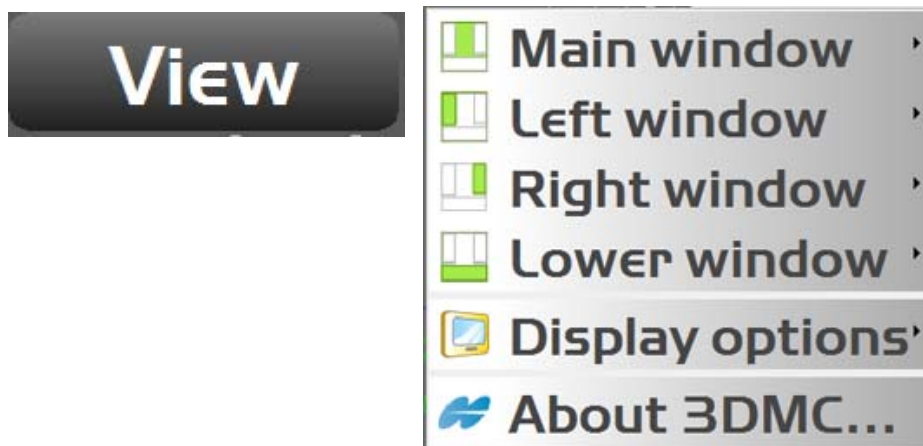 View
Main window
Left window
Right window
Lower window
Display options
About 3DMC...